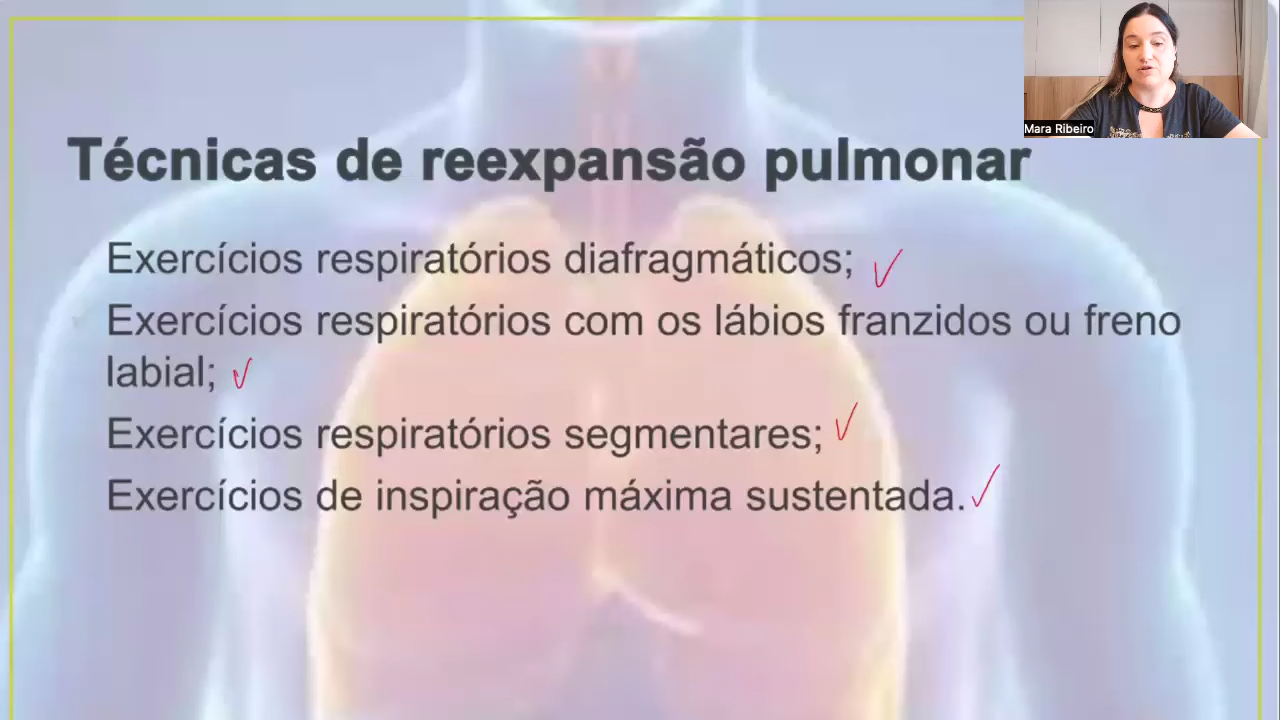 Mara Ribeiro
Técnicas de reexpansão pulmonar
Exercícios respiratórios diafragmáticos;
Exercícios respiratórios com os lábios franzidos ou freno
labial;
Exercícios respiratórios segmentares;
Exercícios de inspiração máxima sustentada.